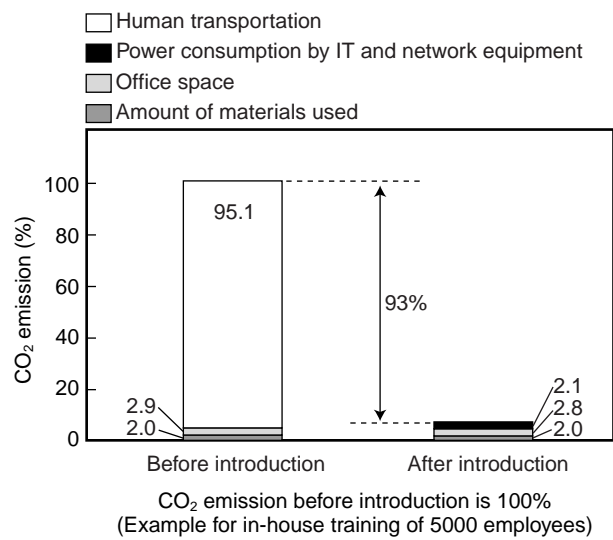 Human transportation
Power consumption by IT and network equipment
Office space
Amount of materials used
CO₂ emission (%)
100
80
60
40
20
0
95.1
2.9
2.0
93%
2.1
2.8
2.0
Before introduction
After introduction
CO₂ emission before introduction is 100%
(Example for in-house training of 5000 employees)